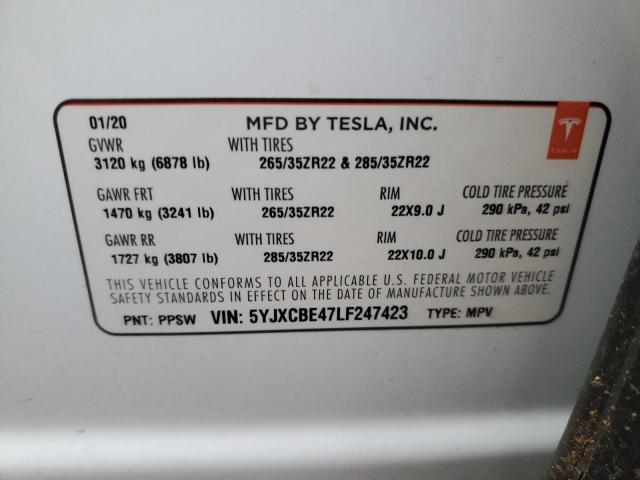 01/20 MFD BY TESLA, INC.
TESLA
GVWR WITH TIRES
3120 kg (6878 lb) 265/35ZR22 & 285/35ZR22
GAWR FRT WITH TIRES RIM COLD TIRE PRESSURE
1470 kg (3241 lb) 265/35ZR22 22X9.0 J 290 kPa, 42 psi
GAWR RR WITH TIRES RIM COLD TIRE PRESSURE
1727 kg (3807 lb) 285/35ZR22 22X10.0 J 290 kPa, 42 psi
THIS VEHICLE CONFORMS TO ALL APPLICABLE U.S. FEDERAL MOTOR VEHICLE
SAFETY STANDARDS IN EFFECT ON THE DATE OF MANUFACTURE SHOWN ABOVE.
PNT: PPSW VIN: 5YJXCBE47LF247423 TYPE: MPV